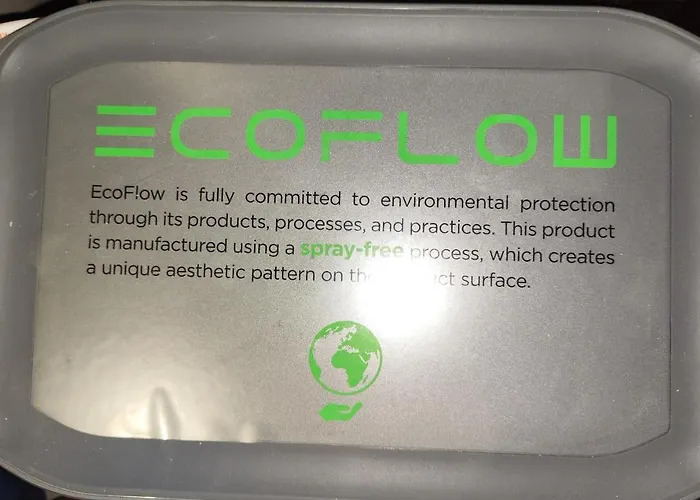 ECOFLOW
EcoFlow is fully committed to environmental protection
through its products, processes, and practices. This product
is manufactured using a spray-free process, which creates
a unique aesthetic pattern on surface.